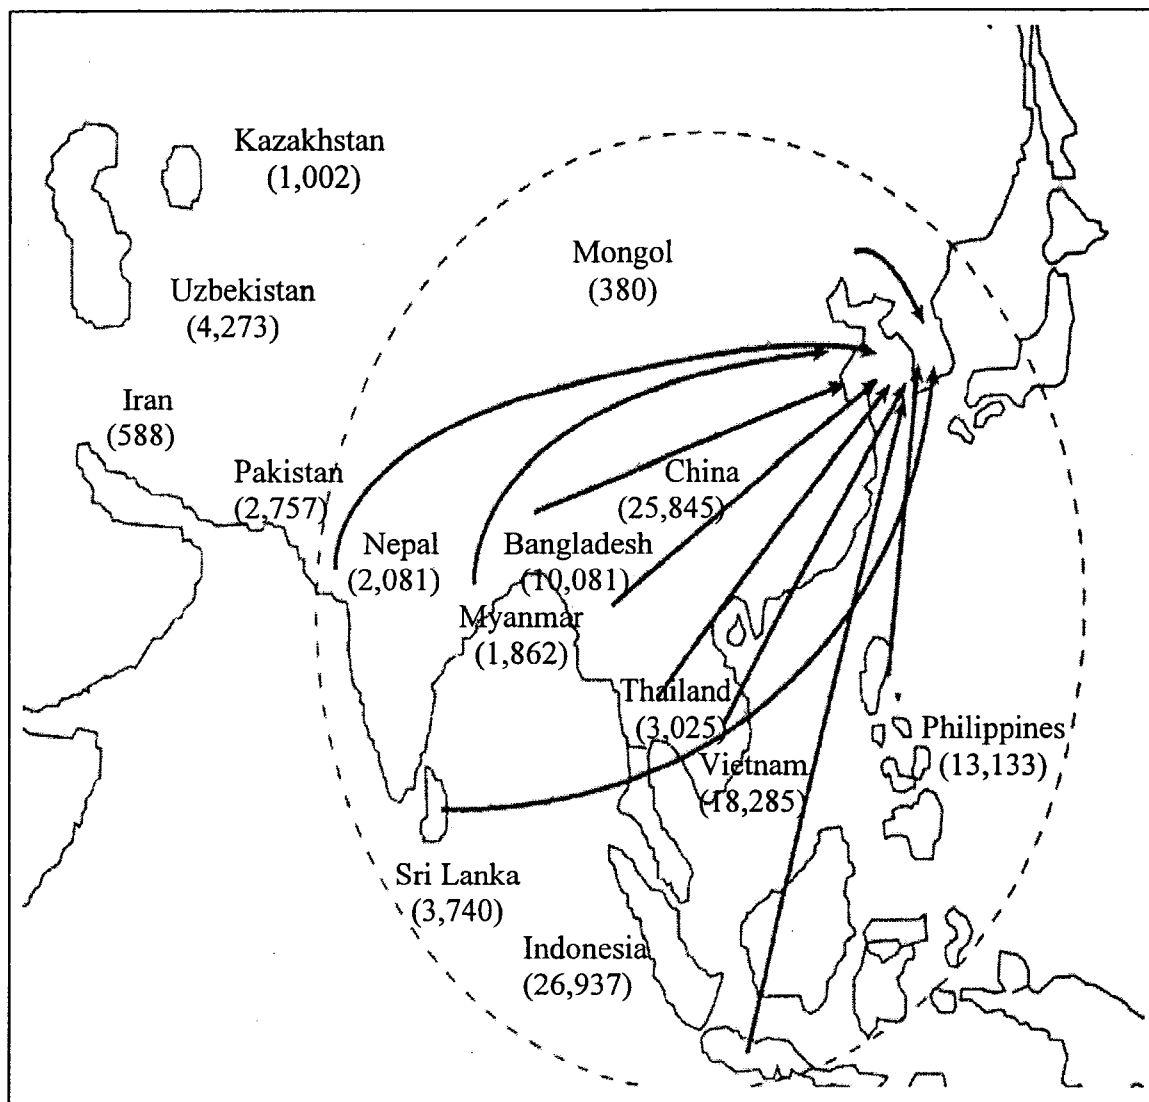 Kazakhstan
(1,002)
Mongol
(380)
Uzbekistan
(4,273)
Iran
(588)
Pakistan
(2,757)
China
(25,845)
Nepal
(2,081)
Bangladesh
(10,081)
Myanmar
(1,862)
Thailand
(3,025)
Philippines
(13,133)
Vietnam
(18,285)
Sri Lanka
(3,740)
Indonesia
(26,937)